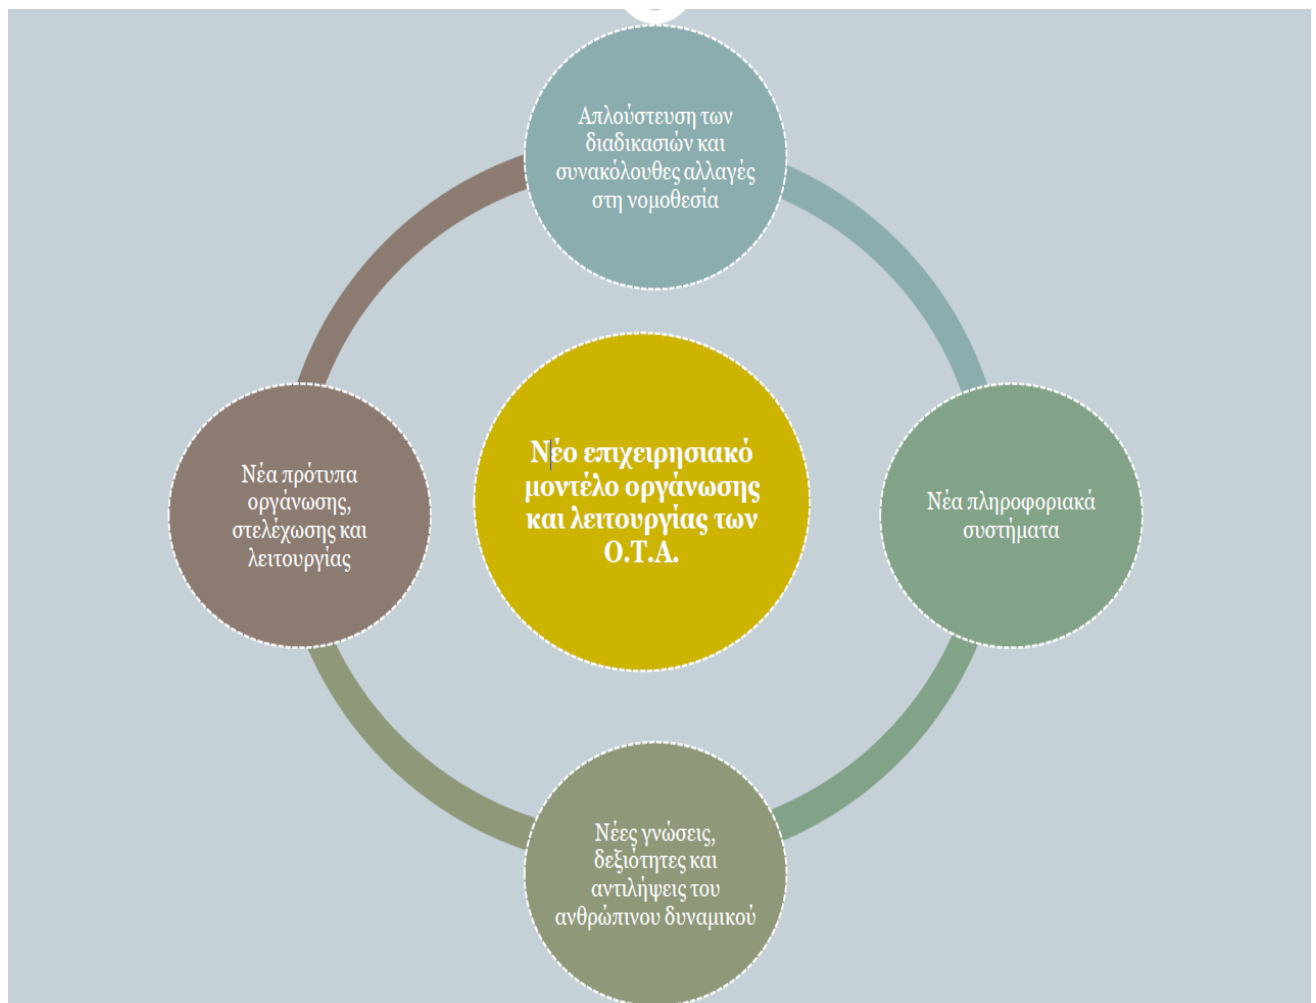 Απλούστευση των
διαδικασιών και
συνακόλουθες αλλαγές
στη νομοθεσία
Νέα πρότυπα
οργάνωσης,
στελέχωσης και
λειτουργίας
Νέο επιχειρησιακό
μοντέλο οργάνωσης
και λειτουργίας των
Ο.Τ.Α.
Νέα πληροφοριακά
συστήματα
Νέες γνώσεις,
δεξιότητες και
αντιλήψεις του
ανθρώπινου δυναμικού